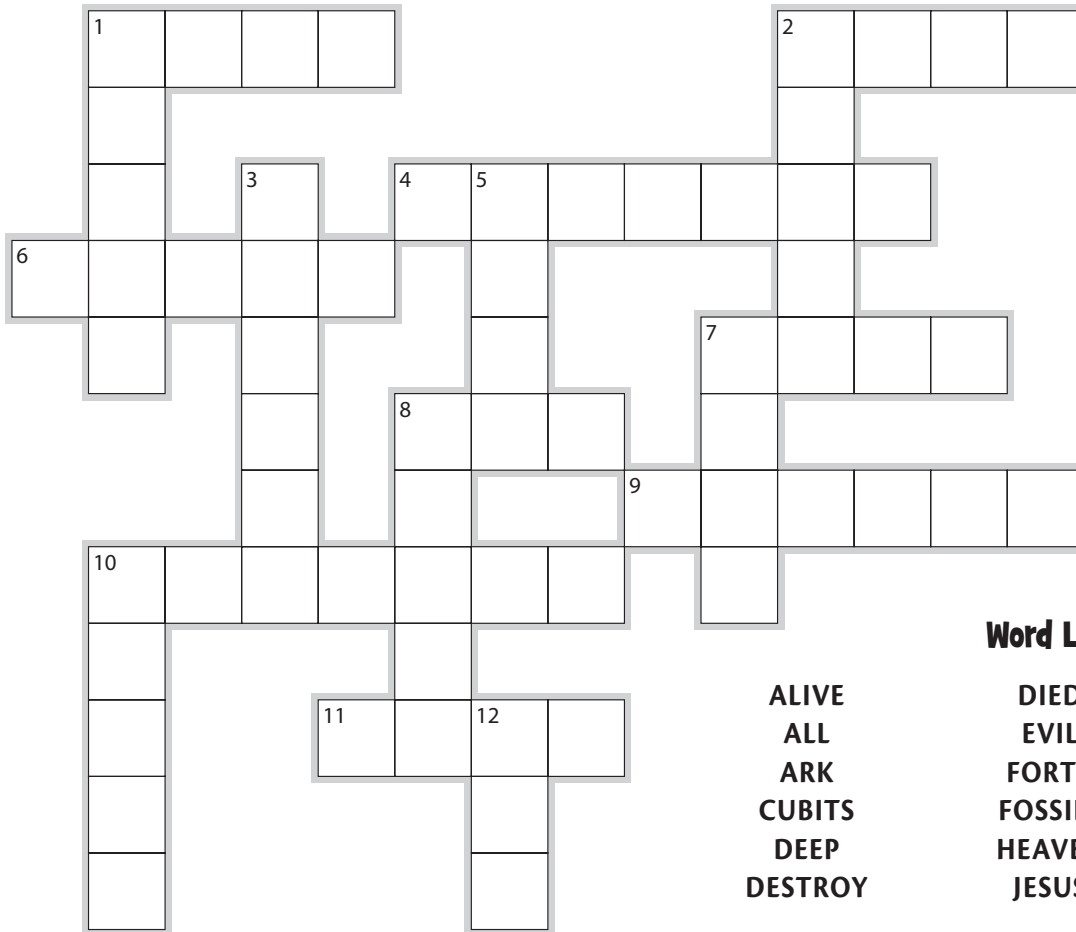 1
2
3
4 5
6
7
8
9
10
11 12
Word L
ALIVE DIED
ALL EVIL
ARK FORT
CUBITS FOSSI
DEEP HEAVE
DESTROY JESUS